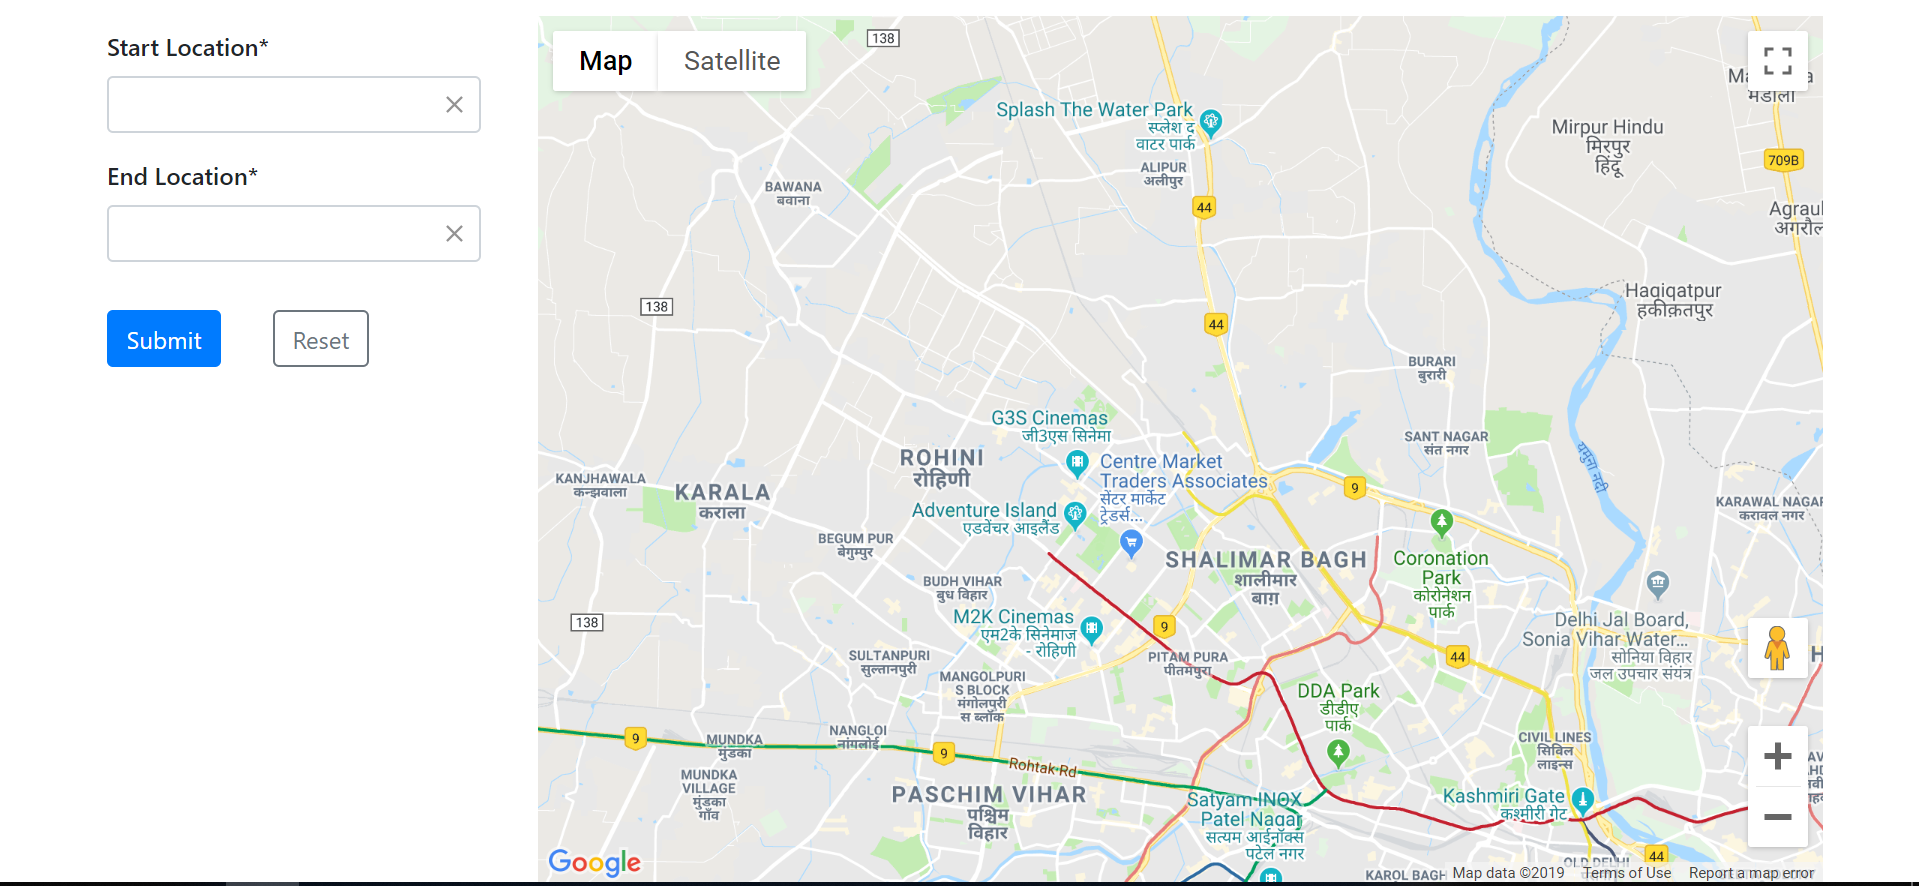 Start Location*
End Location*
Submit
Reset
Map
Satellite
138
Splash The Water Park
स्प्लेश द
वाटर पार्क
ALIPUR
अलीपुर
BAWANA
बवाना
44
Mirpur Hindu
मिरपुर
हिंदू
मंडोला
709B
अगरौल
Haqiqatpur
हकीक़तपुर
138
44
BURARI
बुरारी
G3S Cinemas
जी3एस सिनेमा
ROHINI
रोहिणी
Centre Market
Traders Associates
सेंटर मार्केट
ट्रेडर्स...
SANT NAGAR
संत नगर
यमुना नदी
KANJHAWALA
कन्झवाला
KARALA
कराला
9
KARAWAL NAGAR
करावल नगर
Adventure Island
एडवेंचर आइलैंड
BEGUM PUR
बेगुम्पुर
SHALIMAR BAGH
शालीमार
बाग़
Coronation
Park
कोरोनेशन
पार्क
BUDH VIHAR
बुध विहार
M2K Cinemas
एम2के सिनेमाज
- रोहिणी
138
9
Delhi Jal Board,
Sonia Vihar Water...
सोनिया विहार
जल उपचार संयंत्र
SULTANPURI
सुल्तानपुरी
PITAM PURA
पीतमपुरा
44
MANGOLPURI
S BLOCK
मंगोलपुरी
स ब्लॉक
DDA Park
डीडीए
पार्क
9
MUNDKA
मुंडका
NANGLOI
नांगलोई
9
Rohtak Rd
CIVIL LINES
सिविल
लाइन्स
MUNDKA
VILLAGE
मुंडका
गाँव
PASCHIM VIHAR
पश्चिम
विहार
Satyam INOX,
Patel Nagar
सत्यम आईनॉक्स
पटेल नगर
Kashmiri Gate
कश्मीरी गेट
OLD DELHI
44
KAROL BAGH
Google
Map data ©2019
Terms of Use
Report a map error